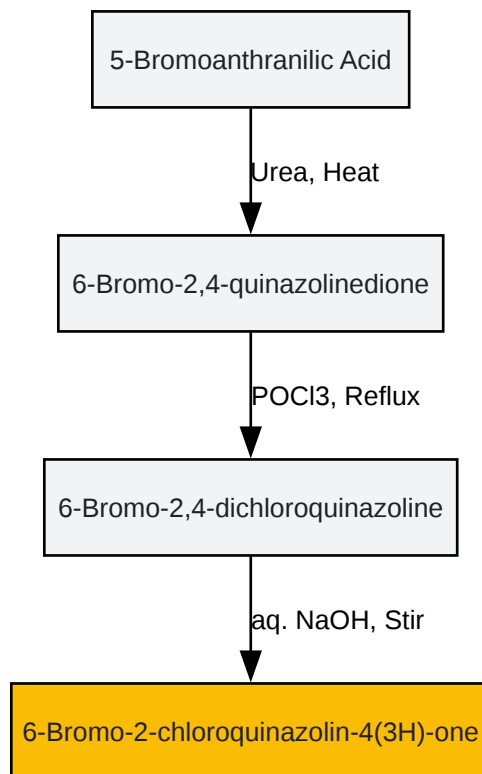 5-Bromoanthranilic Acid
Urea, Heat
6-Bromo-2,4-quinazolinedione
POCl3, Reflux
6-Bromo-2,4-dichloroquinazoline
aq. NaOH, Stir
6-Bromo-2-chloroquinazolin-4(3H)-one